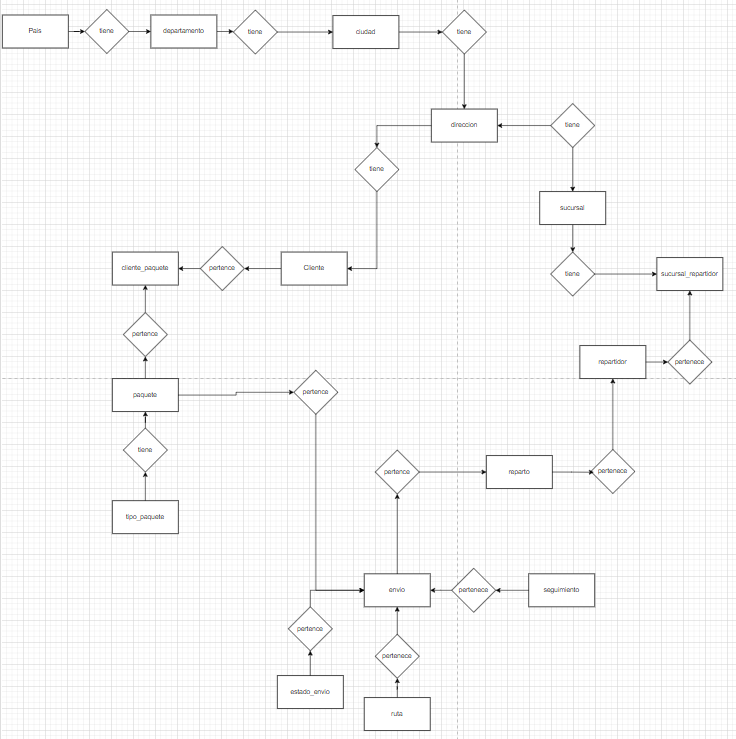 Pais
tiene
departamento
tiene
ciudad
tiene
direccion
tiene
tiene
sucursal
cliente_paquete
pertence
Cliente
tiene
sucursal_repartidor
pertence
repartidor
pertenece
paquete
pertence
tiene
pertence
reparto
pertenece
tipo_paquete
envio
pertenece
seguimiento
pertence
pertenece
estado_envio
ruta